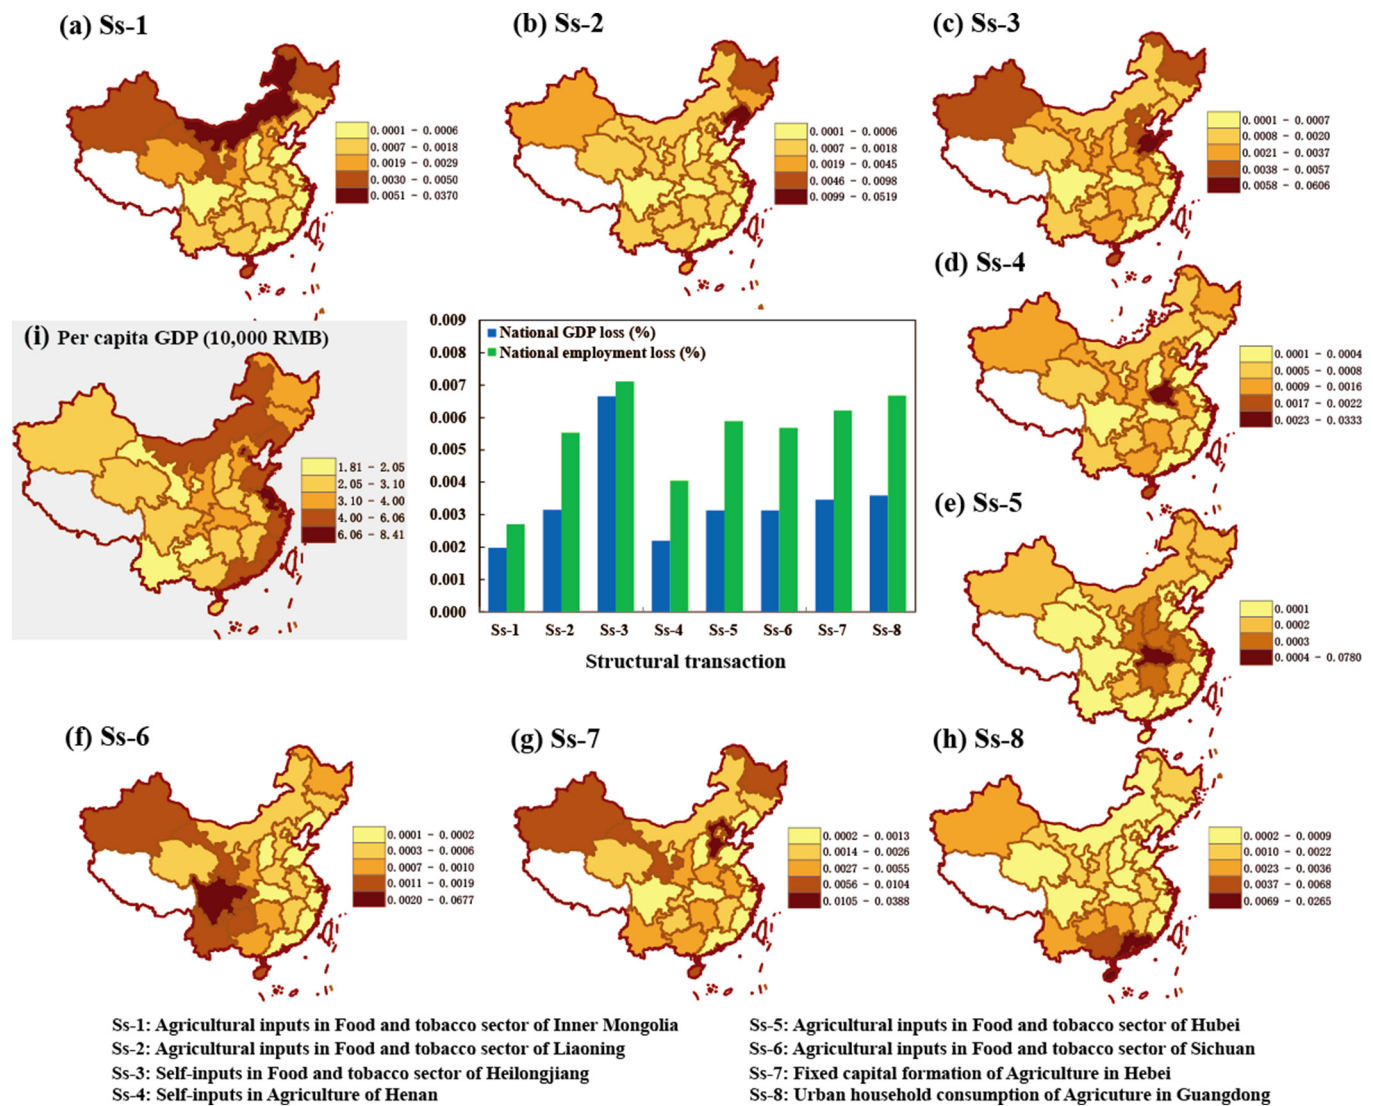 (a) Ss-1
0.0001 - 0.0006
0.0007 - 0.0018
0.0019 - 0.0029
0.0030 - 0.0050
0.0051 - 0.0370
(b) Ss-2
0.0001 - 0.0006
0.0007 - 0.0018
0.0019 - 0.0045
0.0046 - 0.0098
0.0099 - 0.0519
(c) Ss-3
0.0001 - 0.0007
0.0008 - 0.0020
0.0021 - 0.0037
0.0038 - 0.0057
0.0058 - 0.0606
(d) Ss-4
0.0001 - 0.0004
0.0005 - 0.0008
0.0009 - 0.0016
0.0017 - 0.0022
0.0023 - 0.0333
(i) Per capita GDP (10,000 RMB)
1.81 - 2.05
2.05 - 3.10
3.10 - 4.00
4.00 - 6.06
6.06 - 8.41
National GDP loss (%)
National employment loss (%)
0.009
0.008
0.007
0.006
0.005
0.004
0.003
0.002
0.001
0.000
Ss-1 Ss-2 Ss-3 Ss-4 Ss-5 Ss-6 Ss-7 Ss-8
Structural transaction
(e) Ss-5
0.0001
0.0002
0.0003
0.0004 - 0.0780
(f) Ss-6
0.0001 - 0.0002
0.0003 - 0.0006
0.0007 - 0.0010
0.0011 - 0.0019
0.0020 - 0.0677
(g) Ss-7
0.0002 - 0.0013
0.0014 - 0.0026
0.0027 - 0.0055
0.0056 - 0.0104
0.0105 - 0.0388
(h) Ss-8
0.0002 - 0.0009
0.0010 - 0.0022
0.0023 - 0.0036
0.0037 - 0.0068
0.0069 - 0.0265
Ss-1: Agricultural inputs in Food and tobacco sector of Inner Mongolia
Ss-2: Agricultural inputs in Food and tobacco sector of Liaoning
Ss-3: Self-inputs in Food and tobacco sector of Heilongjiang
Ss-4: Self-inputs in Agriculture of Henan
Ss-5: Agricultural inputs in Food and tobacco sector of Hubei
Ss-6: Agricultural inputs in Food and tobacco sector of Sichuan
Ss-7: Fixed capital formation of Agriculture in Hebei
Ss-8: Urban household consumption of Agricuture in Guangdong